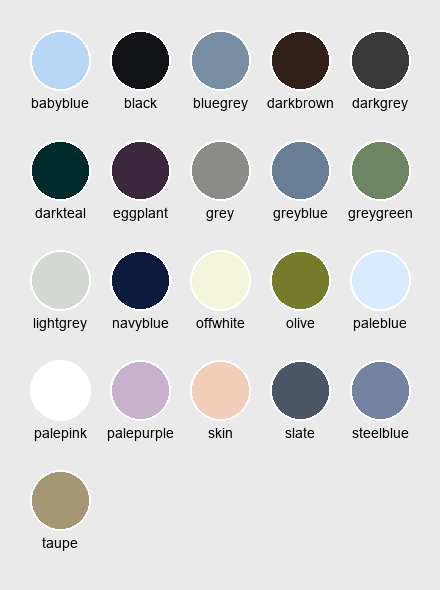 babyblue black bluegrey darkbrown darkgrey
darkteal eggplant grey greyblue greygreen
lightgrey navyblue offwhite olive paleblue
palepink palepurple skin slate steelblue
taupe